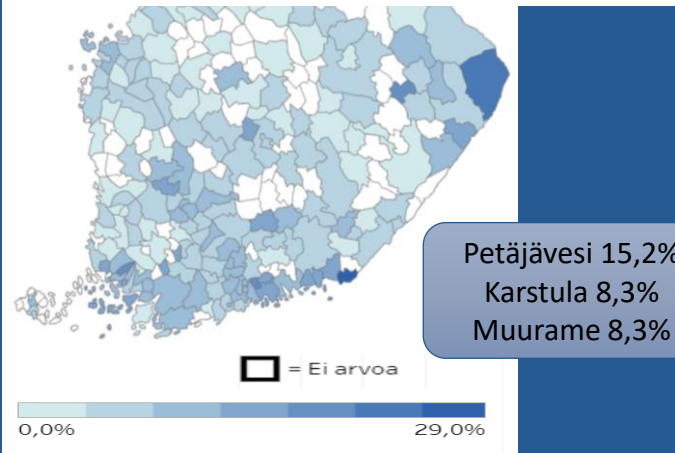 Petäjävesi 15,2%
Karstula 8,3%
Muurame 8,3%
= Ei arvoa
0,0% 29,0%